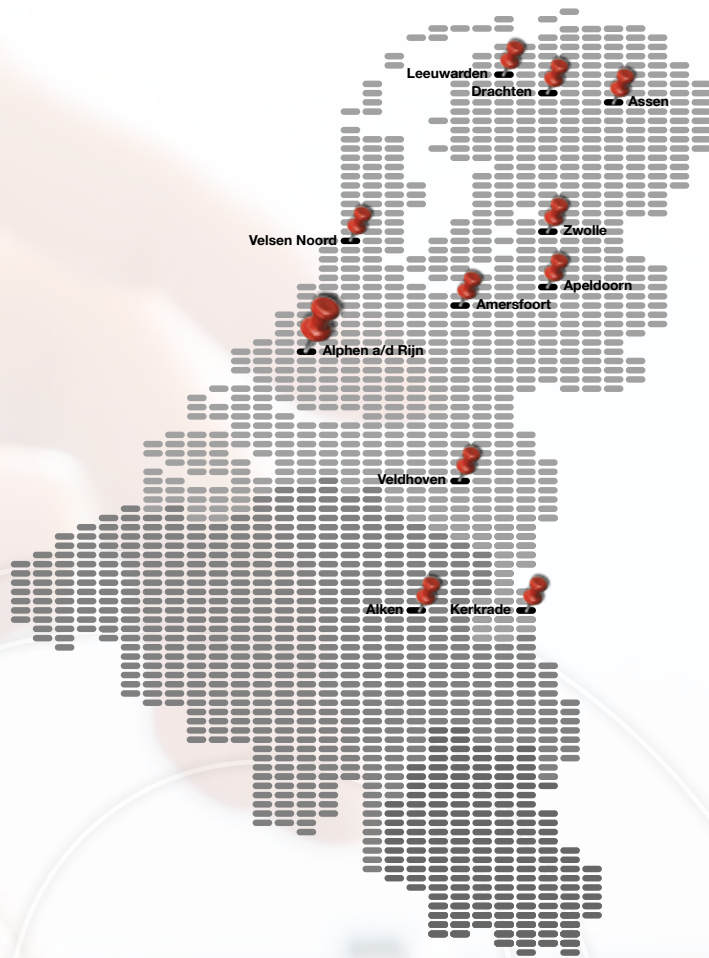 Leeuwarden
Drachten
Assen
Zwolle
Velsen Noord
Apeldoorn
Amersfoort
Alphen a/d Rijn
Veldhoven
Alken
Kerkrade